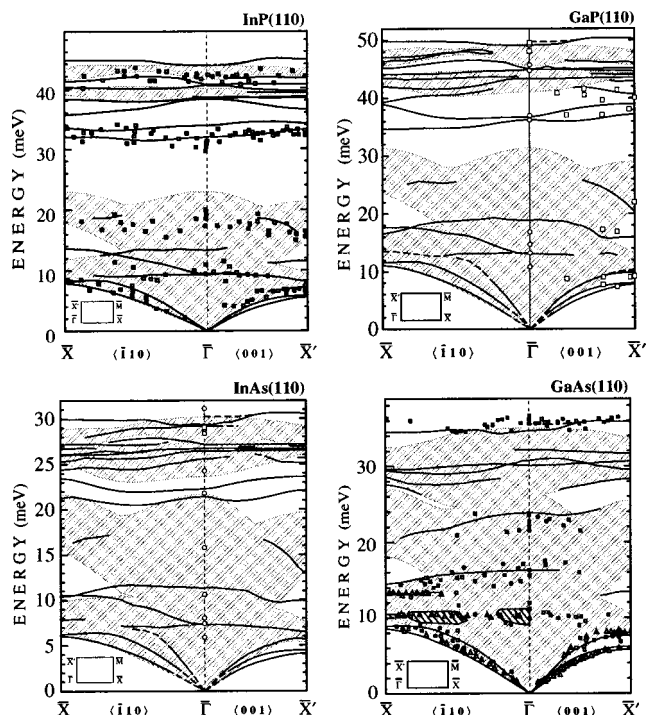 InP(110)
ENERGY (meV)
40
30
20
10
0
X̄ M̄
Γ̄ X̄
X̄ ⟨1̄10⟩ Γ̄ ⟨001⟩ X̄′
GaP(110)
ENERGY (meV)
50
40
30
20
10
0
X̄ M̄
Γ̄ X̄
X̄ ⟨1̄10⟩ Γ̄ ⟨001⟩ X̄′
InAs(110)
ENERGY (meV)
30
25
20
15
10
5
0
X̄ M̄
Γ̄ X̄
X̄ ⟨1̄10⟩ Γ̄ ⟨001⟩ X̄′
GaAs(110)
ENERGY (meV)
30
20
10
0
X̄ M̄
Γ̄ X̄
X̄ ⟨1̄10⟩ Γ̄ ⟨001⟩ X̄′